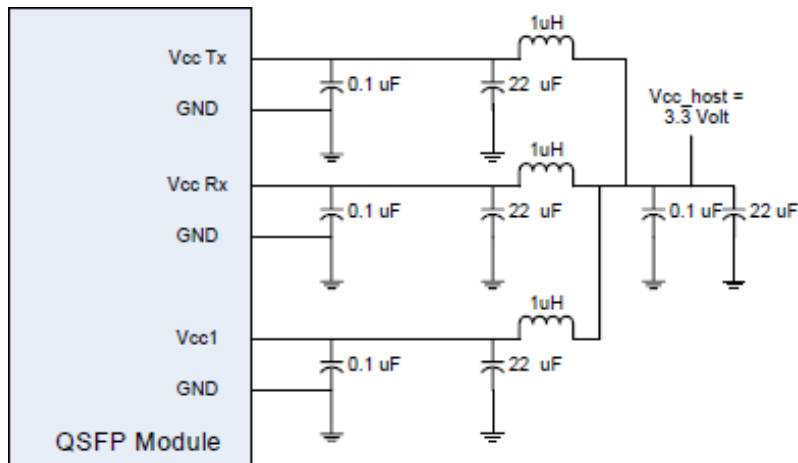 1uH
Vcc Tx
0.1 uF
22 uF
GND
Vcc_host =
3.3 Volt
1uH
Vcc Rx
0.1 uF
22 uF
0.1 uF
22 uF
GND
1uH
Vcc1
0.1 uF
22 uF
GND
QSFP Module